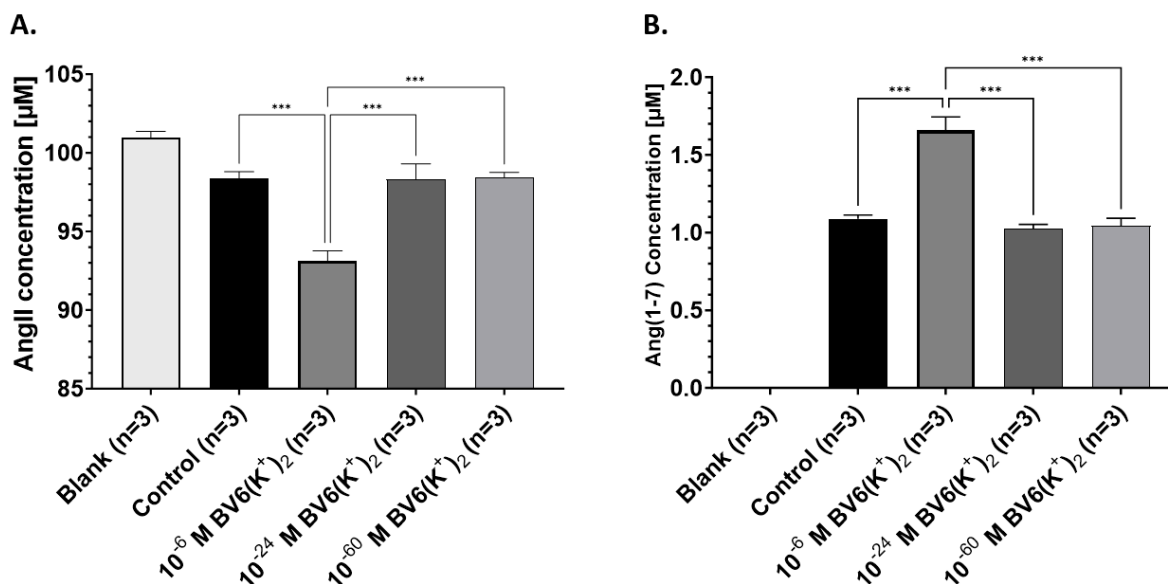 A.
AngII concentration [µM]
105
100
95
90
85
***
***
***
Blank (n=3)
Control (n=3)
10⁻⁶ M BV6(K⁺)₂ (n=3)
10⁻²⁴ M BV6(K⁺)₂ (n=3)
10⁻⁶⁰ M BV6(K⁺)₂ (n=3)
B.
Ang(1-7) Concentration [µM]
2.0
1.5
1.0
0.5
0.0
***
***
***
Blank (n=3)
Control (n=3)
10⁻⁶ M BV6(K⁺)₂ (n=3)
10⁻²⁴ M BV6(K⁺)₂ (n=3)
10⁻⁶⁰ M BV6(K⁺)₂ (n=3)